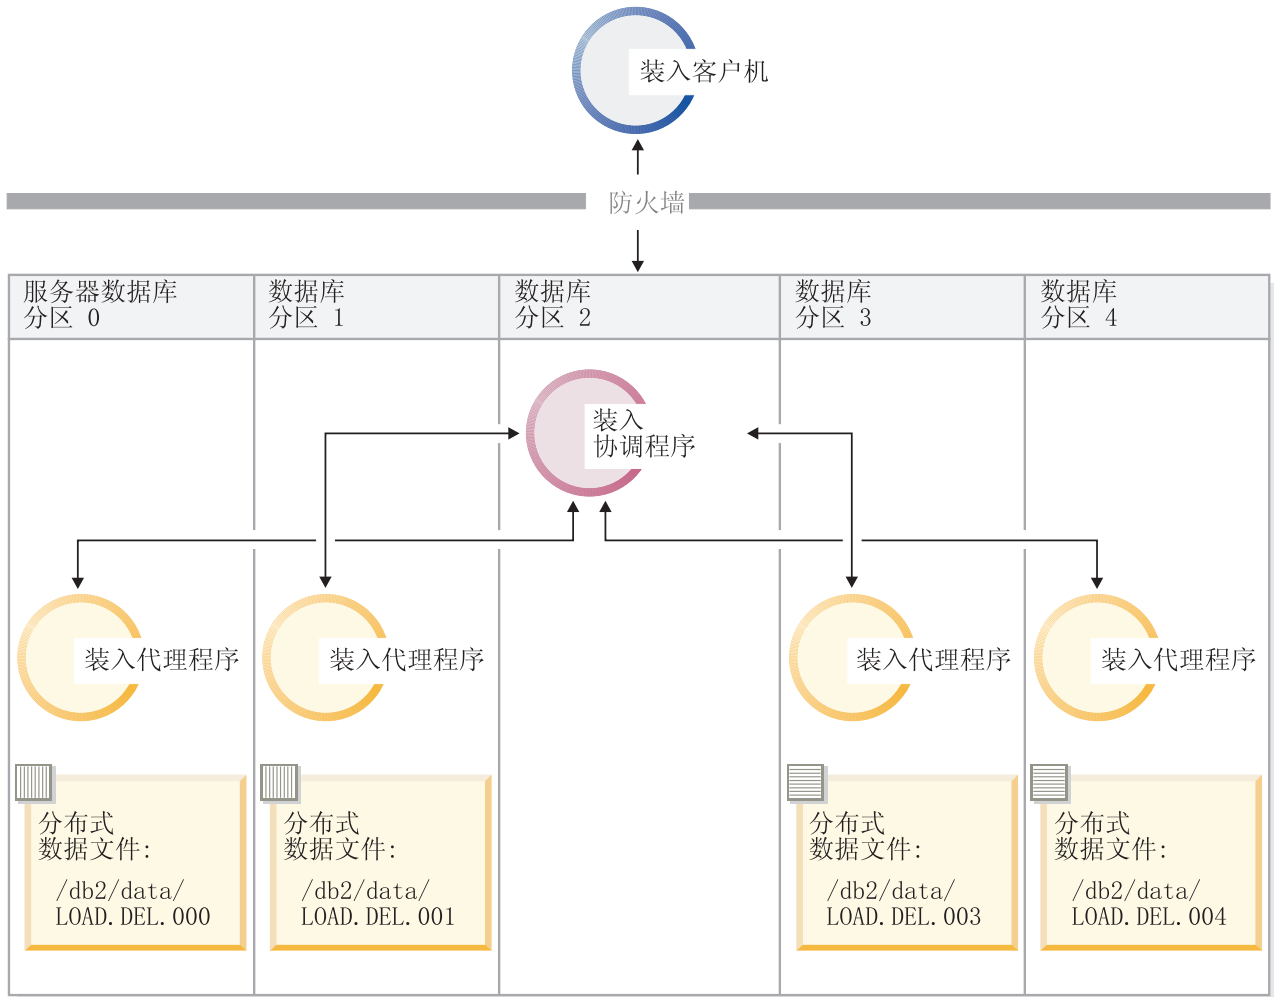 装入客户机
防火墙
服务器数据库
分区 0
数据库
分区 1
数据库
分区 2
数据库
分区 3
数据库
分区 4
装入
协调程序
装入代理程序
装入代理程序
装入代理程序
装入代理程序
分布式
数据文件:
/db2/data/
LOAD.DEL.000
分布式
数据文件:
/db2/data/
LOAD.DEL.001
分布式
数据文件:
/db2/data/
LOAD.DEL.003
分布式
数据文件:
/db2/data/
LOAD.DEL.004